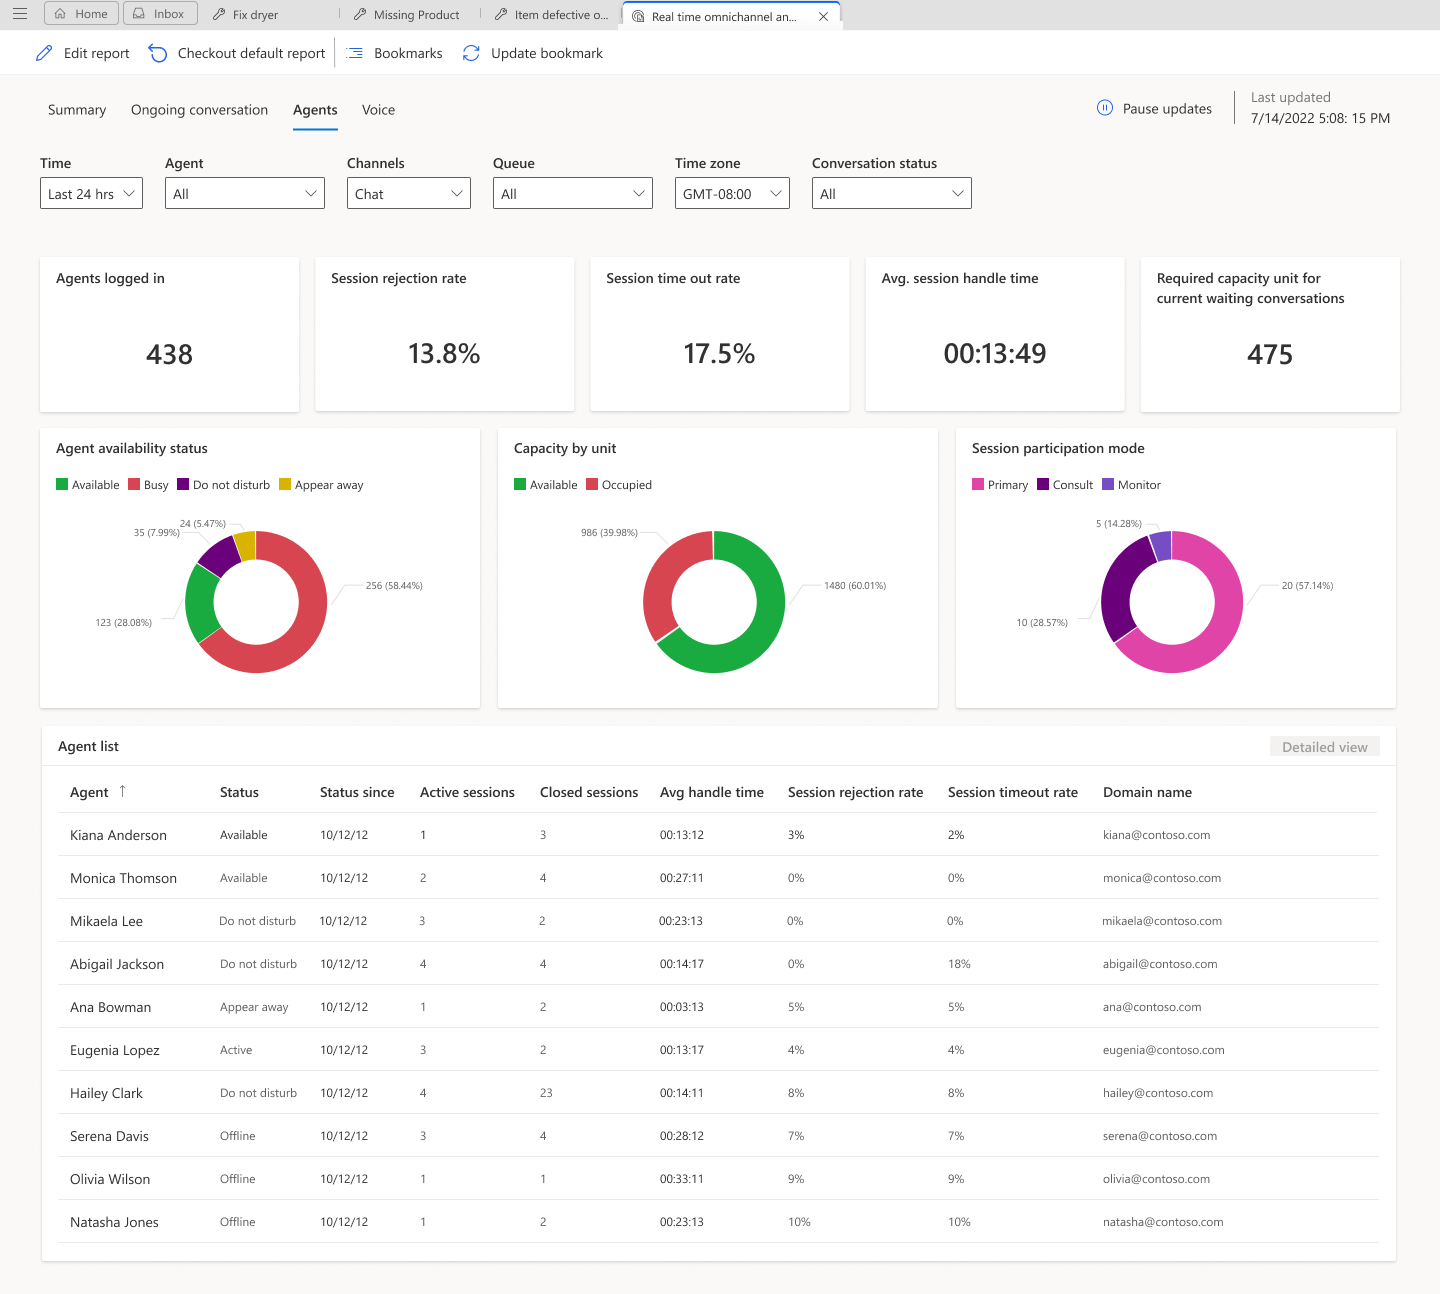 Home Inbox Fix dryer Missing Product Item defective o... Real time omnichannel an...
Edit report Checkout default report Bookmarks Update bookmark
Summary Ongoing conversation Agents Voice
Pause updates
Last updated
7/14/2022 5:08: 15 PM
Time Agent Channels Queue Time zone Conversation status
Last 24 hrs All Chat All GMT-08:00 All
Agents logged in
438
Session rejection rate
13.8%
Session time out rate
17.5%
Avg. session handle time
00:13:49
Required capacity unit for
current waiting conversations
475
Agent availability status
Available Busy Do not disturb Appear away
24 (5.47%)
35 (7.99%)
256 (58.44%)
123 (28.08%)
Capacity by unit
Available Occupied
986 (39.98%)
1480 (60.01%)
Session participation mode
Primary Consult Monitor
5 (14.28%)
20 (57.14%)
10 (28.57%)
Agent list Detailed view
Agent Status Status since Active sessions Closed sessions Avg handle time Session rejection rate Session timeout rate Domain name
Kiana Anderson Available 10/12/12 1 3 00:13:12 3% 2% kiana@contoso.com
Monica Thomson Available 10/12/12 2 4 00:27:11 0% 0% monica@contoso.com
Mikaela Lee Do not disturb 10/12/12 3 2 00:23:13 0% 0% mikaela@contoso.com
Abigail Jackson Do not disturb 10/12/12 4 4 00:14:17 0% 18% abigail@contoso.com
Ana Bowman Appear away 10/12/12 1 2 00:03:13 5% 5% ana@contoso.com
Eugenia Lopez Active 10/12/12 3 2 00:13:17 4% 4% eugenia@contoso.com
Hailey Clark Do not disturb 10/12/12 4 23 00:14:11 8% 8% hailey@contoso.com
Serena Davis Offline 10/12/12 3 4 00:28:12 7% 7% serena@contoso.com
Olivia Wilson Offline 10/12/12 1 1 00:33:11 9% 9% olivia@contoso.com
Natasha Jones Offline 10/12/12 1 2 00:23:13 10% 10% natasha@contoso.com